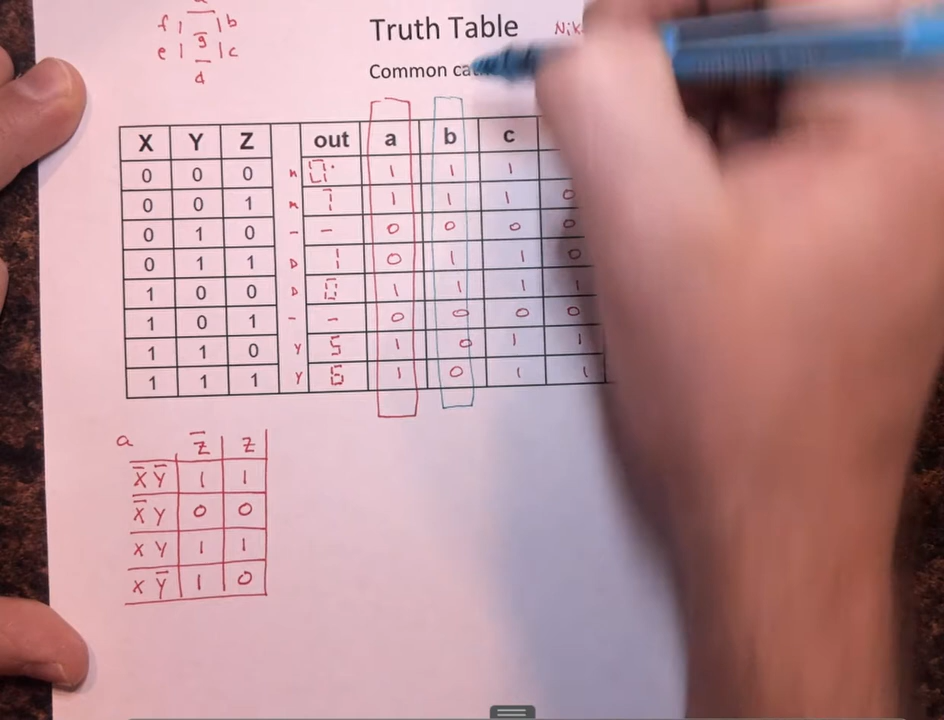 f b
Truth Table
e g c
Common
d
X Y Z out a b c
0 0 0 n 0 1 1 1
0 0 1 n 7 1 1 1 0
0 1 0 - - 0 0 0 0
0 1 1 D 1 0 1 1 0
1 0 0 D 0 1 1 1 1
1 0 1 - - 0 0 0 0
1 1 0 Y 5 1 0 1 1
1 1 1 Y 6 1 0 1 1
a Z̅ Z
X̅ Y̅ 1 1
X̅ Y 0 0
X Y 1 1
X Y̅ 1 0